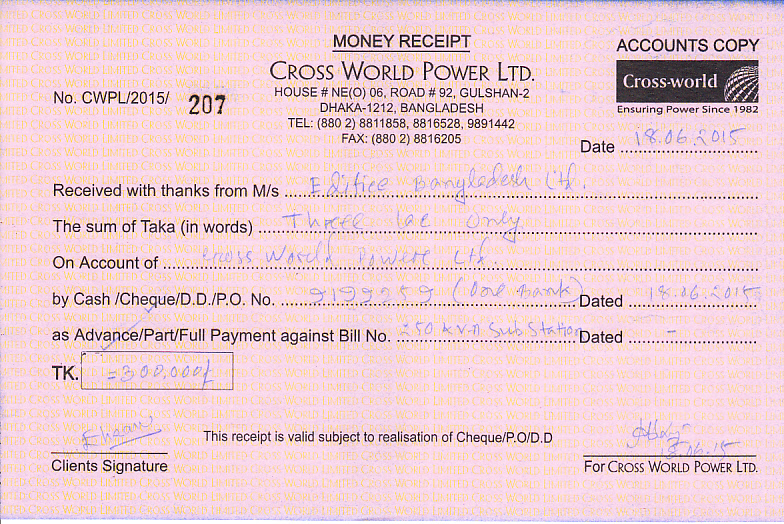 MONEY RECEIPT
ACCOUNTS COPY
CROSS WORLD POWER LTD.
HOUSE # NE(O) 06, ROAD # 92, GULSHAN-2
DHAKA-1212, BANGLADESH
TEL: (880 2) 8811858, 8816528, 9891442
FAX: (880 2) 8816205
Cross-world
Ensuring Power Since 1982
No. CWPL/2015/ 207
Date 18.06.2015
Received with thanks from M/s Edifice Bangladesh Ltd.
The sum of Taka (in words) Three lac only
On Account of Cross World Power Ltd.
by Cash /Cheque/D.D./P.O. No. (One Bank) Dated 18.06.2015
as Advance/Part/Full Payment against Bill No. 250 KVA SubStation Dated -
TK. =300,000/
Clients Signature
This receipt is valid subject to realisation of Cheque/P.O/D.D
18.06.15
For CROSS WORLD POWER LTD.